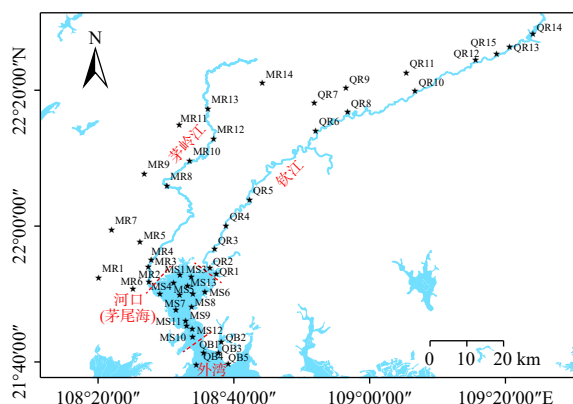 N
QR14
QR15
QR13
QR12
QR11
QR10
QR9
QR8
QR7
QR6
MR14
MR13
MR11
MR12
MR10
茅岭江
MR9
MR8
钦江
QR5
QR4
QR3
QR2
QR1
MR7
MR5
MR4
MR3
MR1
MR2
MR6
MS1
MS3
MS13
MS4
MS5
MS6
MS7
MS8
MS9
MS11
MS12
MS10
河口
(茅尾海)
QB1
QB2
QB3
QB4
QB5
外湾
22°20′00″N
22°00′00″N
21°40′00″N
0 10 20 km
108°20′00″E
108°40′00″E
109°00′00″E
109°20′00″E